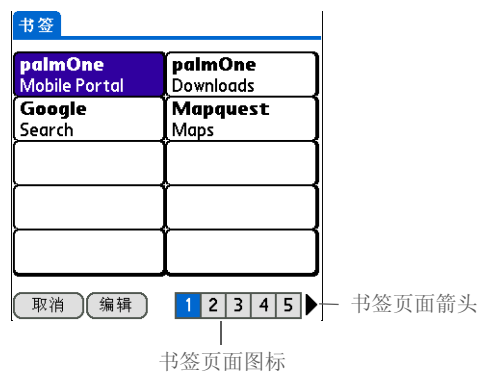 书签
palmOne
Mobile Portal
palmOne
Downloads
Google
Search
Mapquest
Maps
取消 编辑 1 2 3 4 5 书签页面箭头
书签页面图标